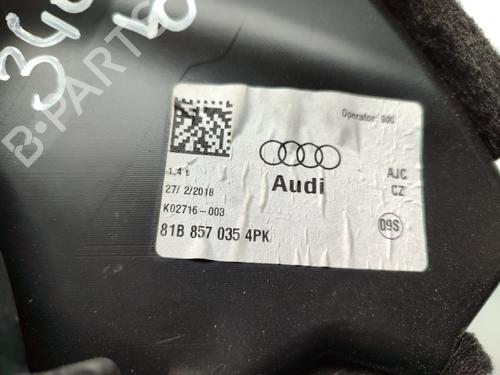 B-PARTS
Operator: 900
1.4 s
27/ 2/2018
K02716-003
81B 857 035 4PK
Audi
AJC
CZ
09S